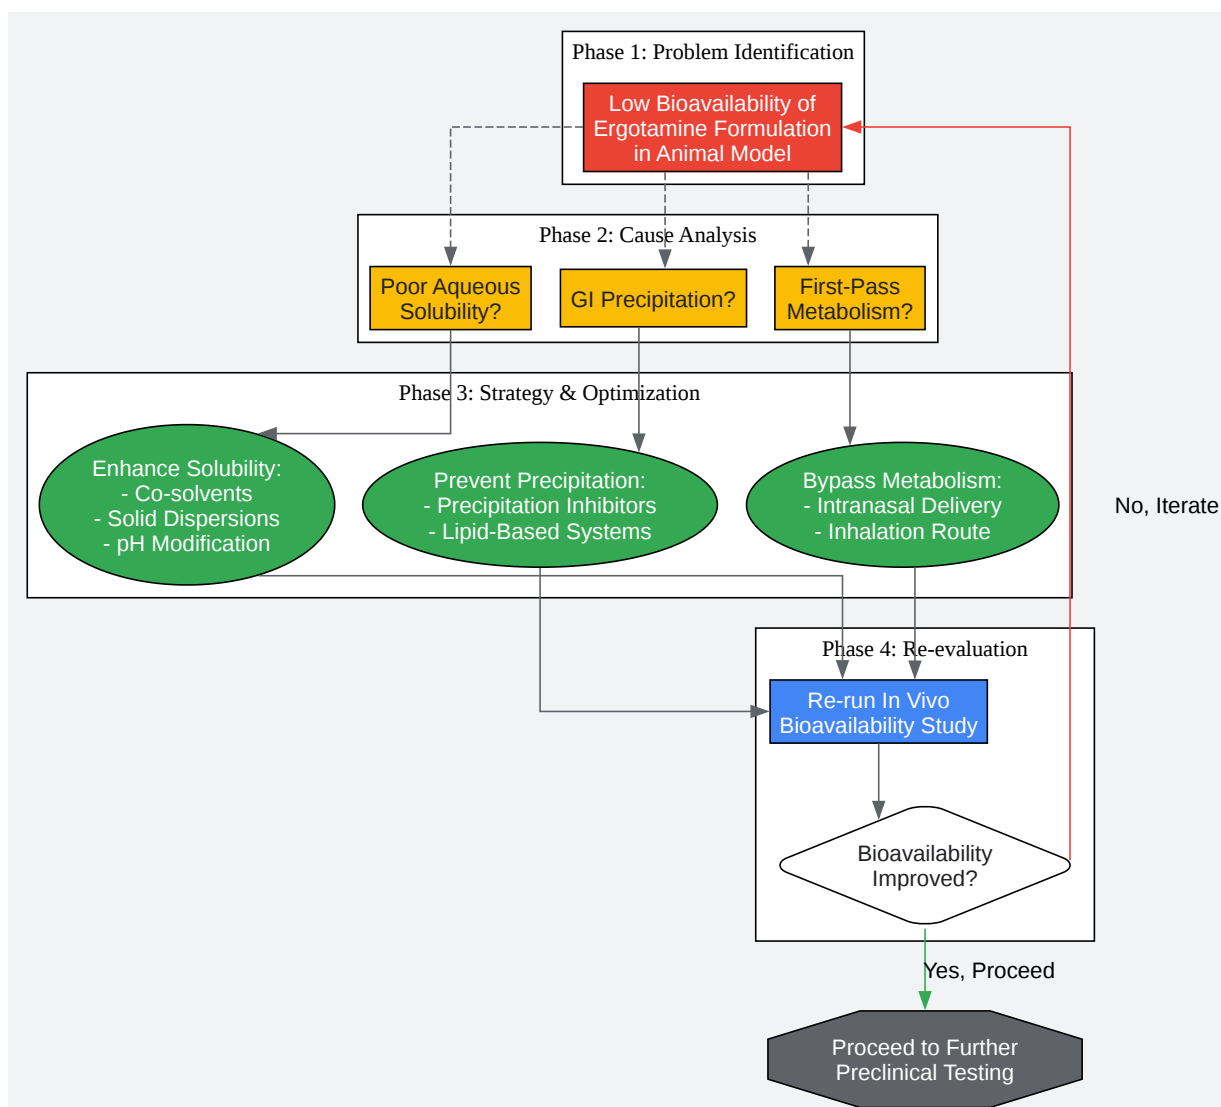 Phase 1: Problem Identification
Low Bioavailability of
Ergotamine Formulation
in Animal Model
Phase 2: Cause Analysis
Poor Aqueous
Solubility?
GI Precipitation?
First-Pass
Metabolism?
Phase 3: Strategy & Optimization
Enhance Solubility:
- Co-solvents
- Solid Dispersions
- pH Modification
Prevent Precipitation:
- Precipitation Inhibitors
- Lipid-Based Systems
Bypass Metabolism:
- Intranasal Delivery
- Inhalation Route
No, Iterate
Phase 4: Re-evaluation
Re-run In Vivo
Bioavailability Study
Bioavailability
Improved?
Yes, Proceed
Proceed to Further
Preclinical Testing